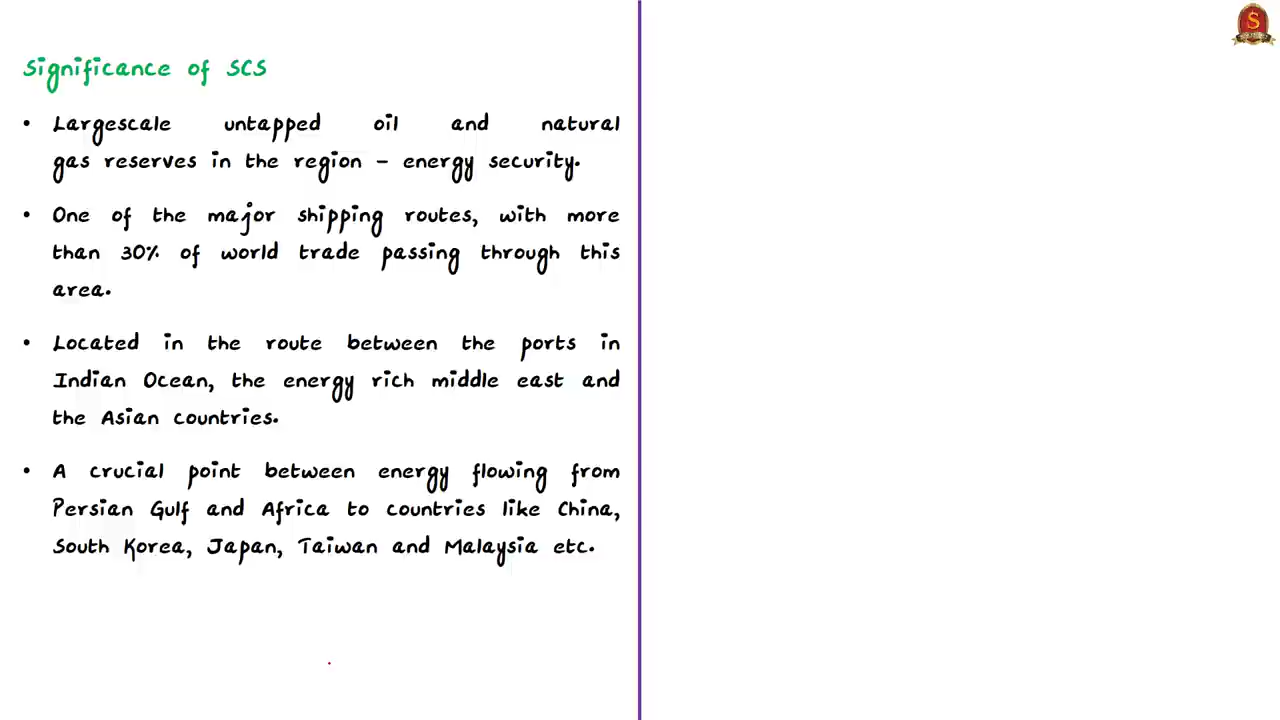 Significance of SCS
• Largescale untapped oil and natural
gas reserves in the region – energy security.
• One of the major shipping routes, with more
than 30% of world trade passing through this
area.
• Located in the route between the ports in
Indian Ocean, the energy rich middle east and
the Asian countries.
• A crucial point between energy flowing from
Persian Gulf and Africa to countries like China,
South Korea, Japan, Taiwan and Malaysia etc.
S